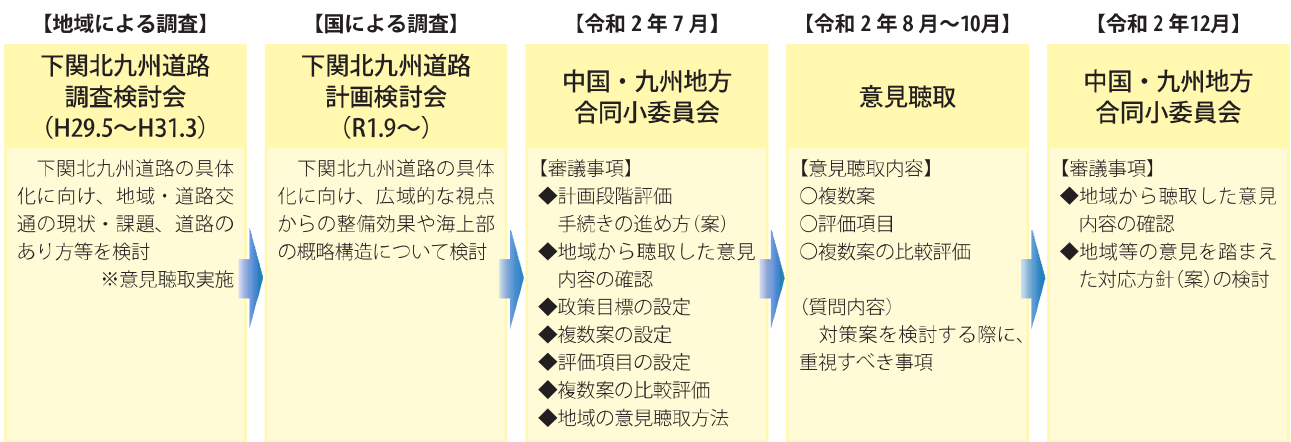 【地域による調査】
下関北九州道路
調査検討会
（H29.5〜H31.3）
下関北九州道路の具体
化に向け、地域・道路交
通の現状・課題、道路の
あり方等を検討
※意見聴取実施
【国による調査】
下関北九州道路
計画検討会
（R1.9〜）
下関北九州道路の具体
化に向け、広域的な視点
からの整備効果や海上部
の概略構造について検討
【令和２年７月】
中国・九州地方
合同小委員会
【審議事項】
◆計画段階評価
手続きの進め方（案）
◆地域から聴取した意見
内容の確認
◆政策目標の設定
◆複数案の設定
◆評価項目の設定
◆複数案の比較評価
◆地域の意見聴取方法
【令和２年８月〜10月】
意見聴取
【意見聴取内容】
○複数案
○評価項目
○複数案の比較評価
（質問内容）
対策案を検討する際に、
重視すべき事項
【令和２年12月】
中国・九州地方
合同小委員会
【審議事項】
◆地域から聴取した意見
内容の確認
◆地域等の意見を踏まえ
た対応方針（案）の検討